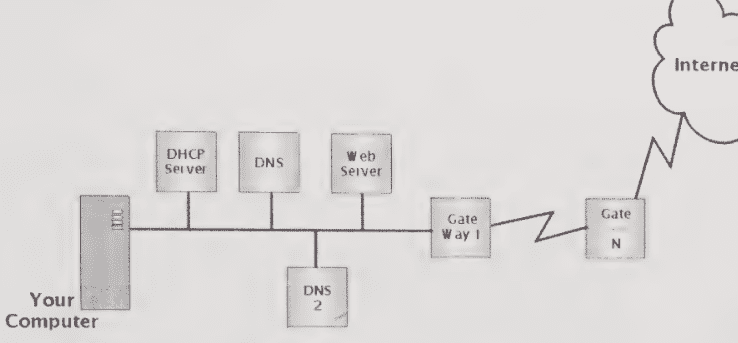 Interne
DHCP
Server
DNS
Web
Server
Gate
Way 1
Gate
N
DNS
2
Your
Computer